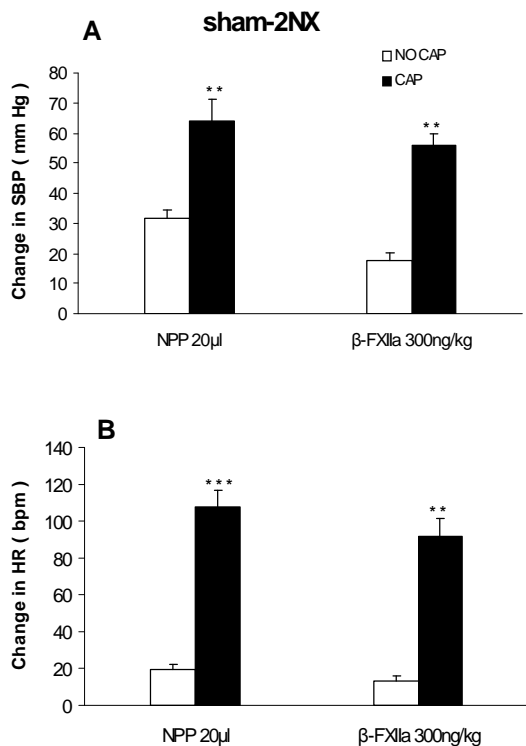 sham-2NX
A
NO CAP
CAP
Change in SBP ( mm Hg)
80
70
60
50
40
30
20
10
0
**
**
NPP 20µl
β-FXIIa 300ng/kg
B
Change in HR ( bpm)
140
120
100
80
60
40
20
0
***
**
NPP 20µl
β-FXIIa 300ng/kg